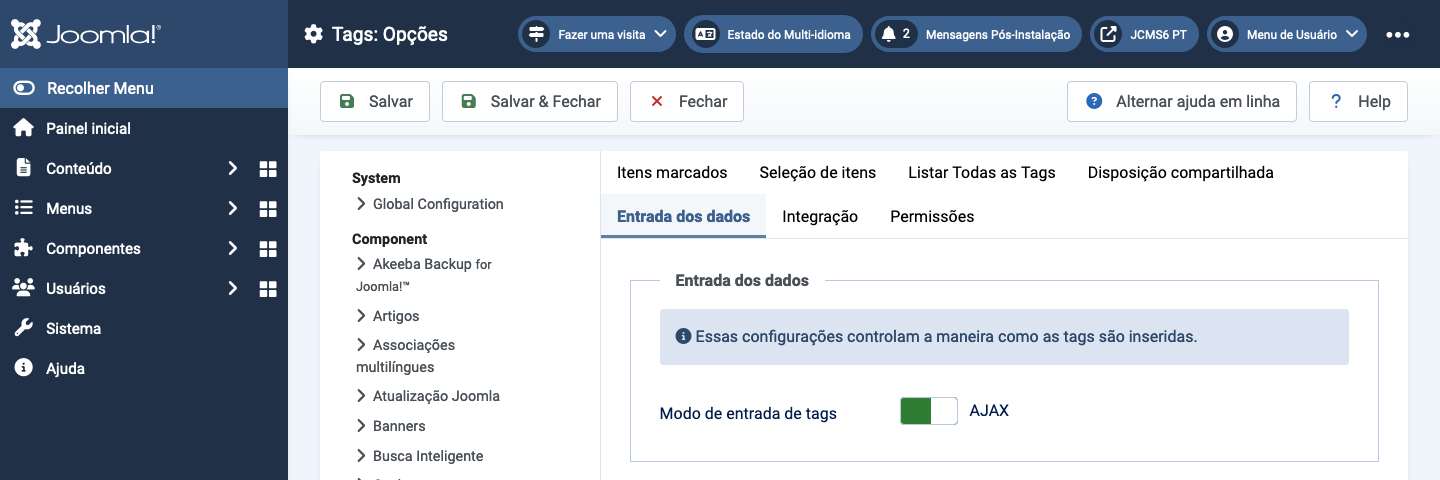 Joomla!®
Tags: Opções
Fazer uma visita
Estado do Multi-idioma
2 Mensagens Pós-Instalação
JCMS6 PT
Menu de Usuário
Recolher Menu
Painel inicial
Conteúdo
Menus
Componentes
Usuários
Sistema
Ajuda
Salvar
Salvar & Fechar
Fechar
Alternar ajuda em linha
Help
System
Global Configuration
Component
Akeeba Backup for
Joomla!™
Artigos
Associações
multilíngues
Atualização Joomla
Banners
Busca Inteligente
Itens marcados
Seleção de itens
Listar Todas as Tags
Disposição compartilhada
Entrada dos dados
Integração
Permissões
Entrada dos dados
Essas configurações controlam a maneira como as tags são inseridas.
Modo de entrada de tags
AJAX